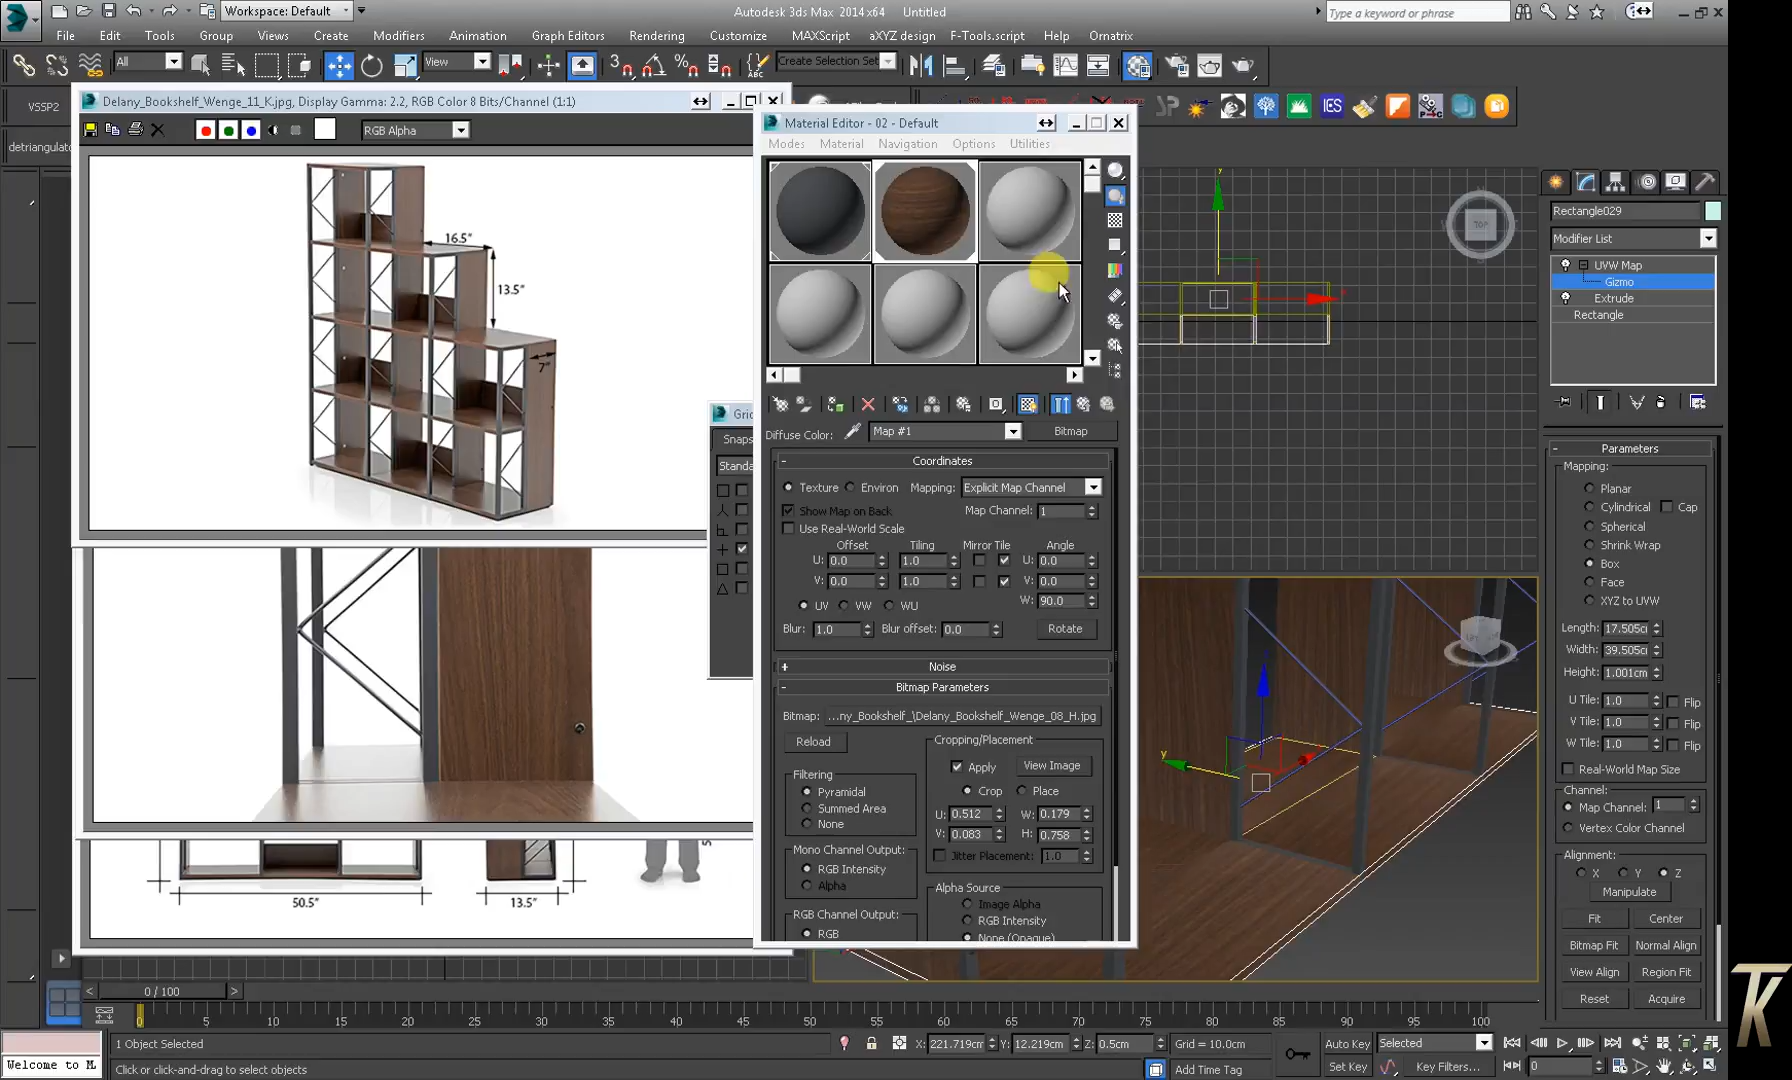 Workspace: Default
Autodesk 3ds Max 2014 x64 Untitled
Type a keyword or phrase
File Edit Tools Group Views Create Modifiers Animation Graph Editors Rendering Customize MAXScript aXYZ design F-Tools.script Help Ornatrix
All View 3 Create Selection Set
VSSP2
IES
detriangulato
Delany_Bookshelf_Wenge_11_K.jpg, Display Gamma: 2.2, RGB Color 8 Bits/Channel (1:1)
RGB Alpha
16.5"
13.5"
7"
50.5"
13.5"
Snaps
Standa
Material Editor - 02 - Default
Modes Material Navigation Options Utilities
Diffuse Color: Map #1 Bitmap
Coordinates
Texture Environ Mapping: Explicit Map Channel
Show Map on Back Map Channel: 1
Use Real-World Scale
Offset Tiling Mirror Tile Angle
U: 0.0 1.0 U: 0.0
V: 0.0 1.0 V: 0.0
UV VW WU W: 90.0
Blur: 1.0 Blur offset: 0.0 Rotate
Noise
Bitmap Parameters
Bitmap: ...ny_Bookshelf_\Delany_Bookshelf_Wenge_08_H.jpg
Reload Cropping/Placement
Apply View Image
Filtering
Pyramidal Crop Place
Summed Area U: 0.512 W: 0.179
None V: 0.083 H: 0.758
Mono Channel Output: Jitter Placement: 1.0
RGB Intensity
Alpha Alpha Source
Image Alpha
RGB Channel Output: RGB Intensity
RGB None (Opaque)
TOP
Rectangle029
Modifier List
UVW Map
Gizmo
Extrude
Rectangle
Parameters
Mapping:
Planar
Cylindrical Cap
Spherical
Shrink Wrap
Box
Face
XYZ to UVW
Length: 17.505cm
Width: 39.505cm
Height: 1.001cm
U Tile: 1.0 Flip
V Tile: 1.0 Flip
W Tile: 1.0 Flip
Real-World Map Size
Channel:
Map Channel: 1
Vertex Color Channel
Alignment:
X Y Z
Manipulate
Fit Center
Bitmap Fit Normal Align
View Align Region Fit
Reset Acquire
0 / 100
0 5 10 15 20 25 30 35 40 45 50 55 60 65 70 75 80 85 90 95 100
1 Object Selected X: 221.719cm Y: 12.219cm Z: 0.5cm Grid = 10.0cm Auto Key Selected
Welcome to M. Click or click-and-drag to select objects Add Time Tag Set Key Key Filters... 0
TK